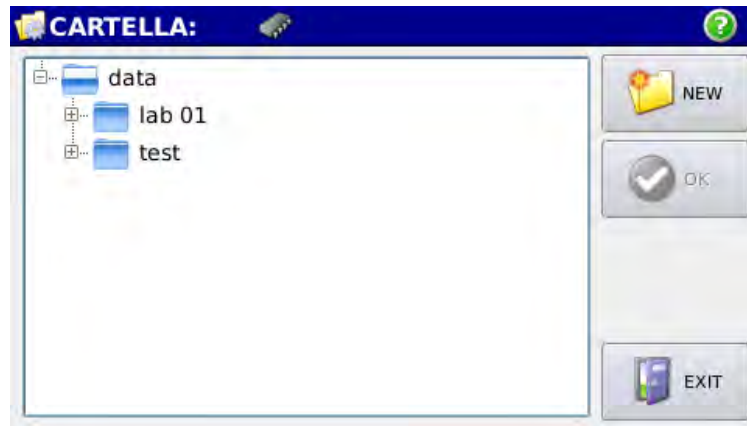 CARTELLA:
data
lab 01
test
NEW
OK
EXIT